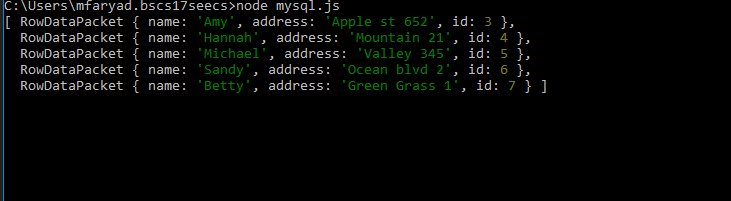 C:\Users\mfaryad.bscs17seecs>node mysql.js
[ RowDataPacket { name: 'Amy', address: 'Apple st 652', id: 3 },
  RowDataPacket { name: 'Hannah', address: 'Mountain 21', id: 4 },
  RowDataPacket { name: 'Michael', address: 'Valley 345', id: 5 },
  RowDataPacket { name: 'Sandy', address: 'Ocean blvd 2', id: 6 },
  RowDataPacket { name: 'Betty', address: 'Green Grass 1', id: 7 } ]